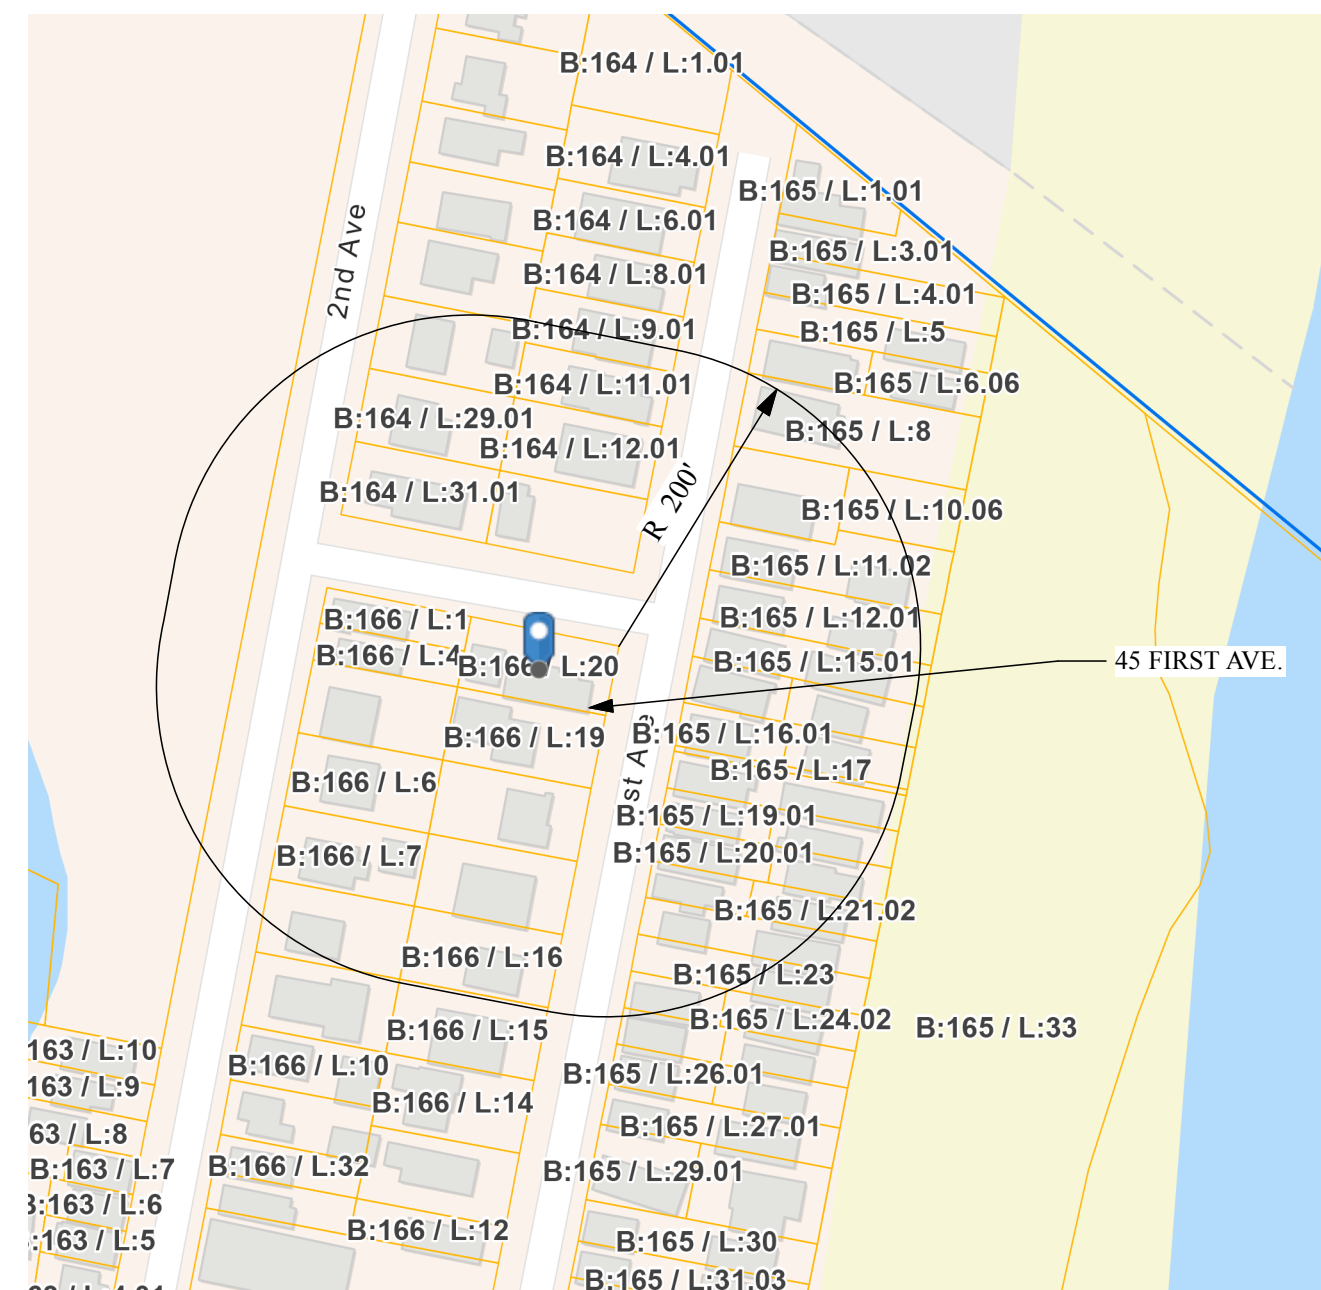 B:164 / L:1.01
B:164 / L:4.01
B:165 / L:1.01
2nd Ave
B:164 / L:6.01
B:165 / L:3.01
B:164 / L:8.01
B:165 / L:4.01
B:164 / L:9.01
B:165 / L:5
B:164 / L:11.01
B:165 / L:6.06
B:164 / L:29.01
B:165 / L:8
B:164 / L:12.01
B:164 / L:31.01
R 200'
B:165 / L:10.06
B:165 / L:11.02
B:166 / L:1
B:165 / L:12.01
B:166 / L:4
B:166 / L:20
B:165 / L:15.01
45 FIRST AVE.
B:166 / L:19
B:165 / L:16.01
st Ave
B:165 / L:17
B:166 / L:6
B:165 / L:19.01
B:166 / L:7
B:165 / L:20.01
B:165 / L:21.02
B:166 / L:16
B:165 / L:23
B:165 / L:24.02
B:165 / L:33
B:166 / L:15
163 / L:10
B:166 / L:10
B:165 / L:26.01
163 / L:9
B:166 / L:14
B:165 / L:27.01
63 / L:8
B:163 / L:7
B:166 / L:32
B:165 / L:29.01
B:163 / L:6
B:166 / L:12
:163 / L:5
B:165 / L:30
B:165 / L:31.03